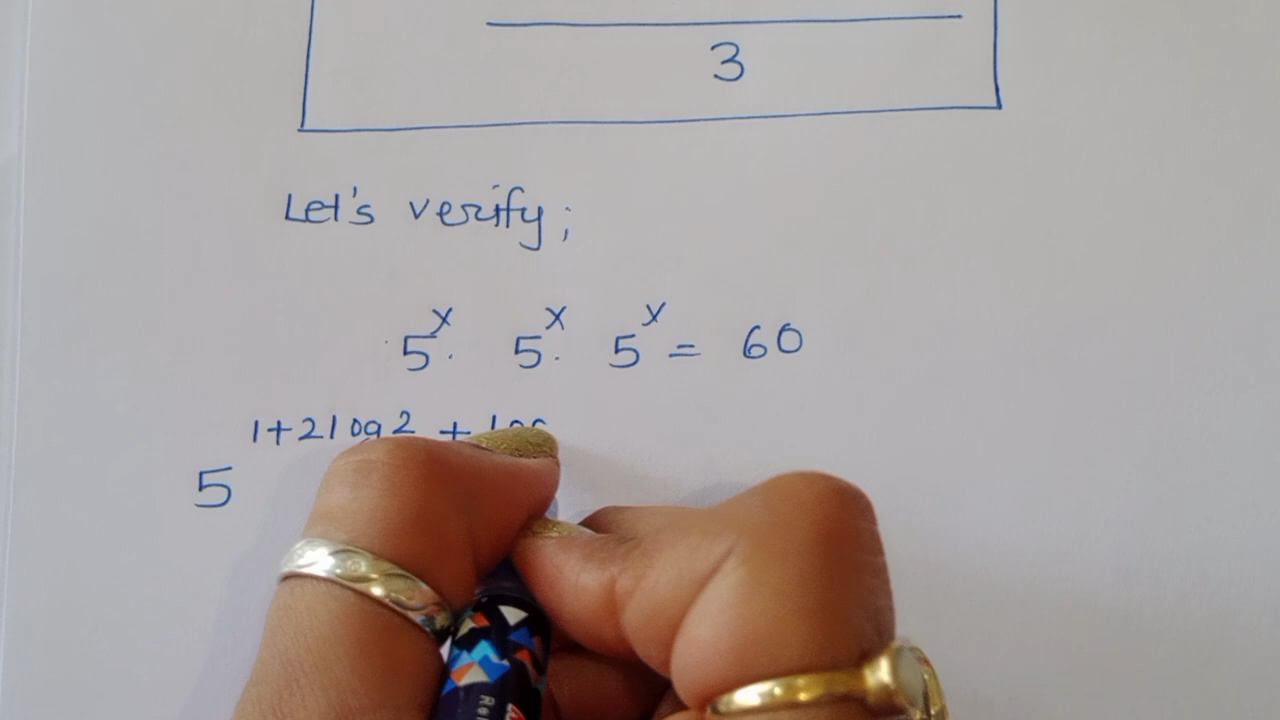 3
Let's verify;
5^x . 5^x . 5^x = 60
5^1+2log2 +